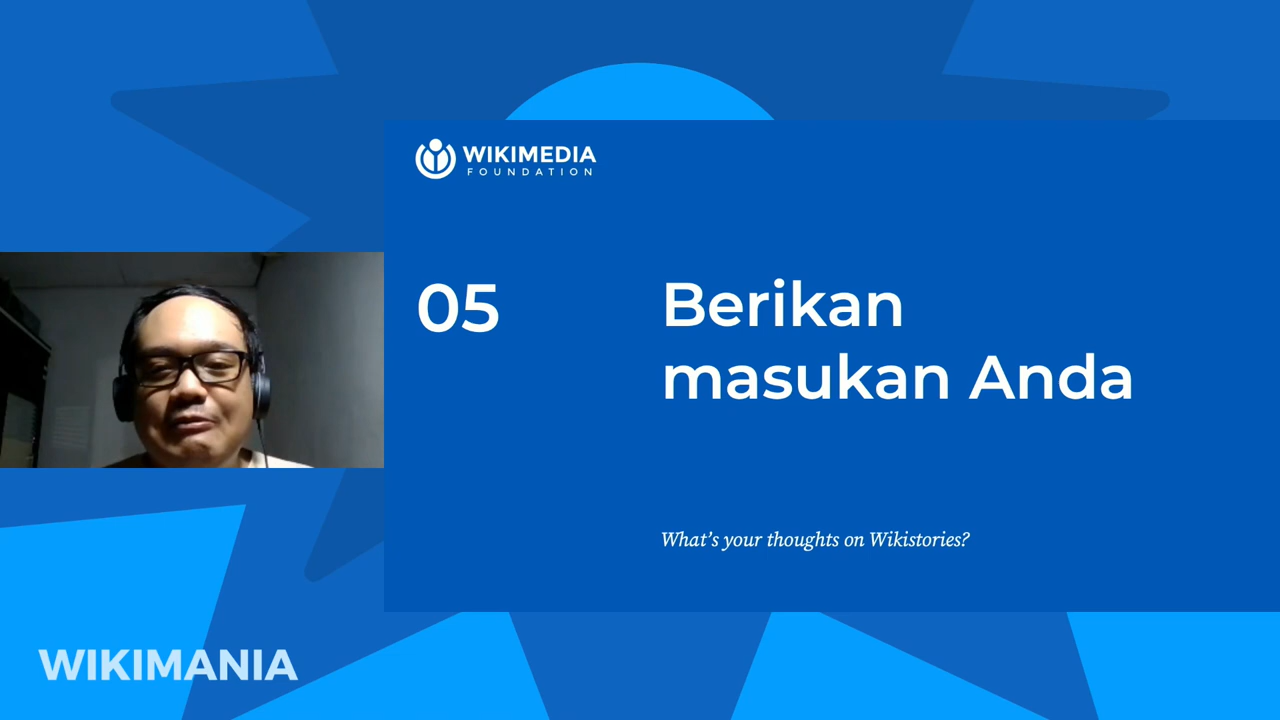 WIKIMEDIA
FOUNDATION
05
Berikan
masukan Anda
What’s your thoughts on Wikistories?
WIKIMANIA